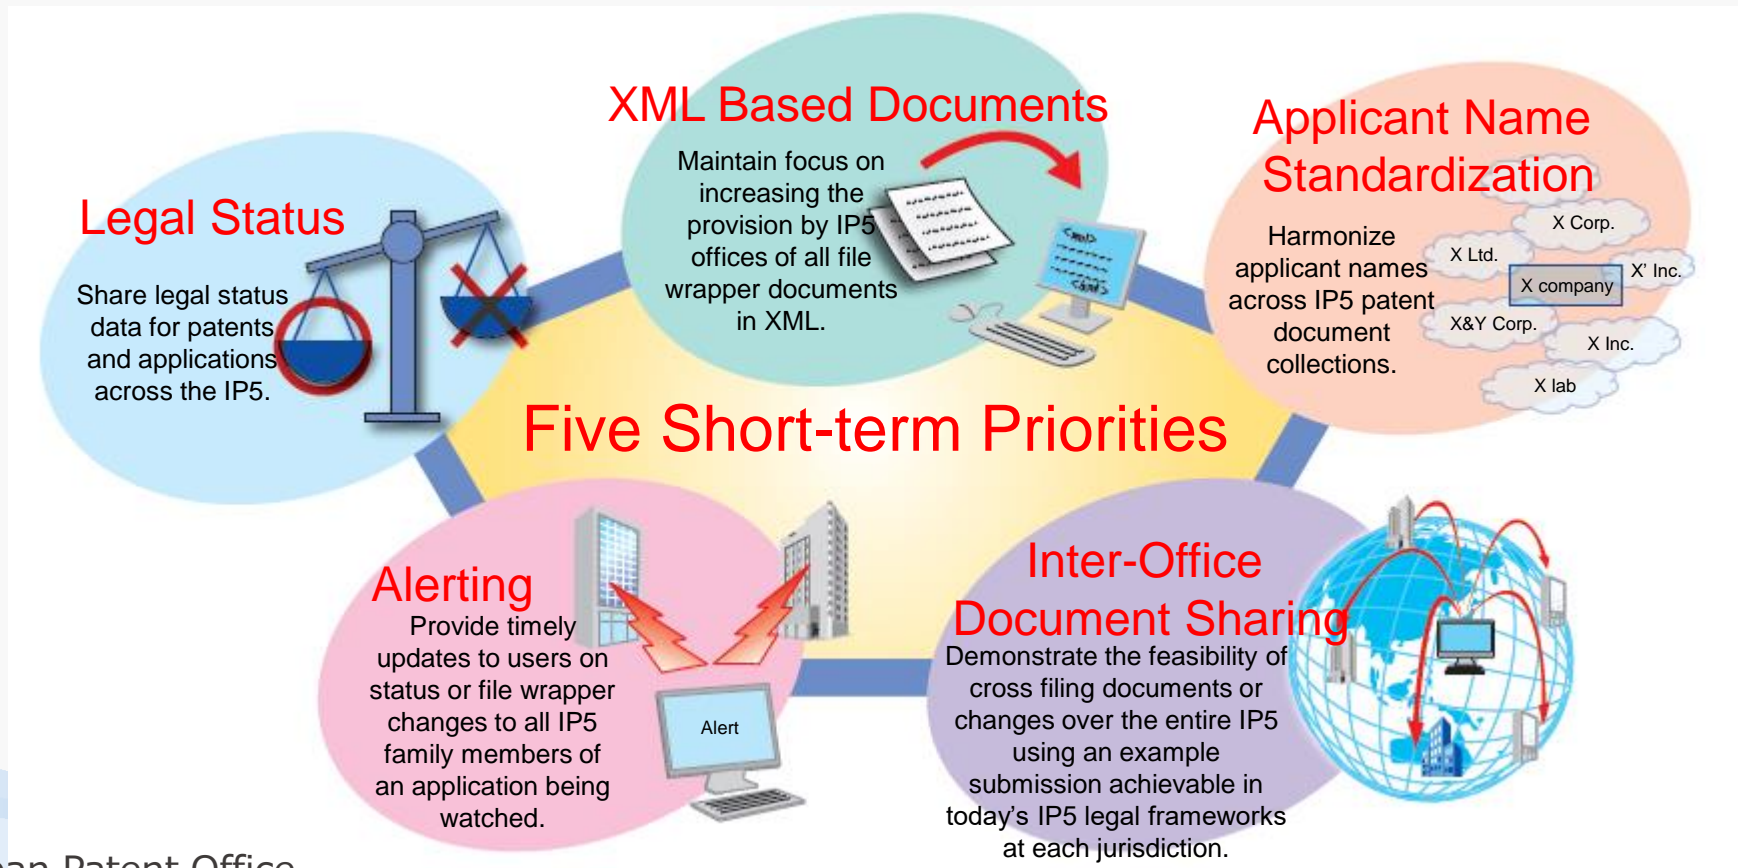 XML Based Documents
Maintain focus on
increasing the
provision by IP5
offices of all file
wrapper documents
in XML.
Applicant Name
Standardization
Harmonize
applicant names
across IP5 patent
document
collections.
X Corp.
X Ltd.
X' Inc.
X company
X&Y Corp.
X Inc.
X lab
Legal Status
Share legal status
data for patents
and applications
across the IP5.
Five Short-term Priorities
Alerting
Provide timely
updates to users on
status or file wrapper
changes to all IP5
family members of
an application being
watched.
Alert
Inter-Office
Document Sharing
Demonstrate the feasibility of
cross filing documents or
changes over the entire IP5
using an example
submission achievable in
today's IP5 legal frameworks
at each jurisdiction.
Patent Office